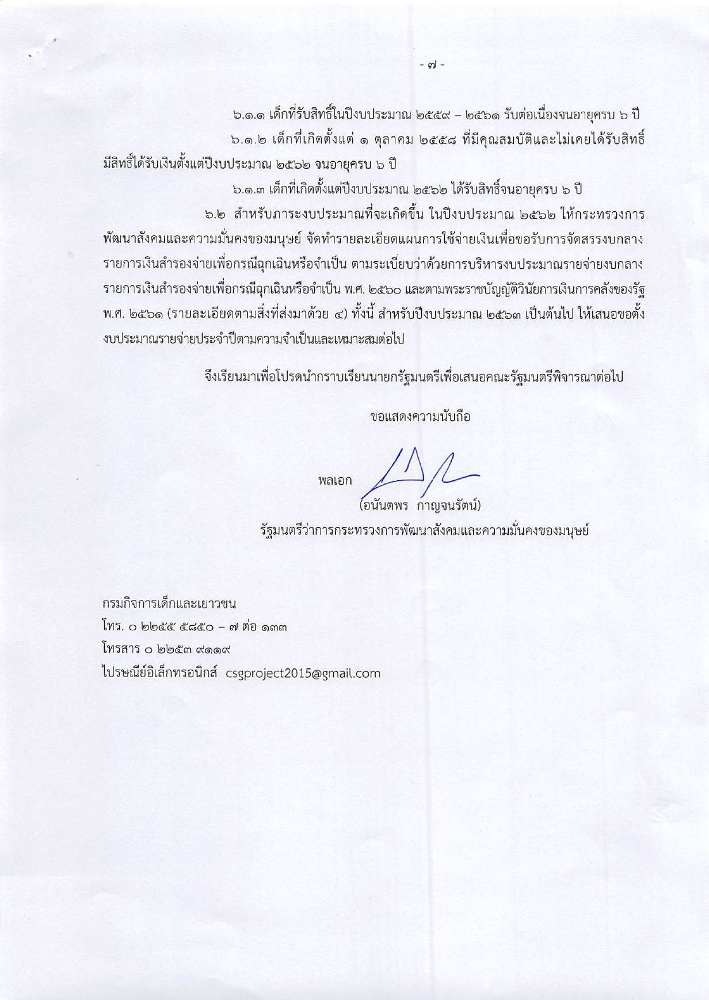 - ๗ -
๖.๑.๑ เด็กที่รับสิทธิ์ในปีงบประมาณ ๒๕๕๙ – ๒๕๖๑ รับต่อเนื่องจนอายุครบ ๖ ปี
๖.๑.๒ เด็กที่เกิดตั้งแต่ ๑ ตุลาคม ๒๕๕๘ ที่มีคุณสมบัติและไม่เคยได้รับสิทธิ์
มีสิทธิ์ได้รับเงินตั้งแต่ปีงบประมาณ ๒๕๖๒ จนอายุครบ ๖ ปี
๖.๑.๓ เด็กที่เกิดตั้งแต่ปีงบประมาณ ๒๕๖๒ ได้รับสิทธิ์จนอายุครบ ๖ ปี
๖.๒ สำหรับภาระงบประมาณที่จะเกิดขึ้น ในปีงบประมาณ ๒๕๖๒ ให้กระทรวงการ
พัฒนาสังคมและความมั่นคงของมนุษย์ จัดทำรายละเอียดแผนการใช้จ่ายเงินเพื่อขอรับการจัดสรรงบกลาง
รายการเงินสำรองจ่ายเพื่อกรณีฉุกเฉินหรือจำเป็น ตามระเบียบว่าด้วยการบริหารงบประมาณรายจ่ายงบกลาง
รายการเงินสำรองจ่ายเพื่อกรณีฉุกเฉินหรือจำเป็น พ.ศ. ๒๕๖๐ และตามพระราชบัญญัติวินัยการเงินการคลังของรัฐ
พ.ศ. ๒๕๖๑ (รายละเอียดตามสิ่งที่ส่งมาด้วย ๔) ทั้งนี้ สำหรับปีงบประมาณ ๒๕๖๓ เป็นต้นไป ให้เสนอขอตั้ง
งบประมาณรายจ่ายประจำปีตามความจำเป็นและเหมาะสมต่อไป
จึงเรียนมาเพื่อโปรดนำกราบเรียนนายกรัฐมนตรีเพื่อเสนอคณะรัฐมนตรีพิจารณาต่อไป
ขอแสดงความนับถือ
พลเอก
(อนันตพร กาญจนรัตน์)
รัฐมนตรีว่าการกระทรวงการพัฒนาสังคมและความมั่นคงของมนุษย์
กรมกิจการเด็กและเยาวชน
โทร. ๐ ๒๒๕๕ ๕๘๕๐ – ๗ ต่อ ๑๓๓
โทรสาร ๐ ๒๒๕๓ ๙๑๑๙
ไปรษณีย์อิเล็กทรอนิกส์ csgproject2015@gmail.com